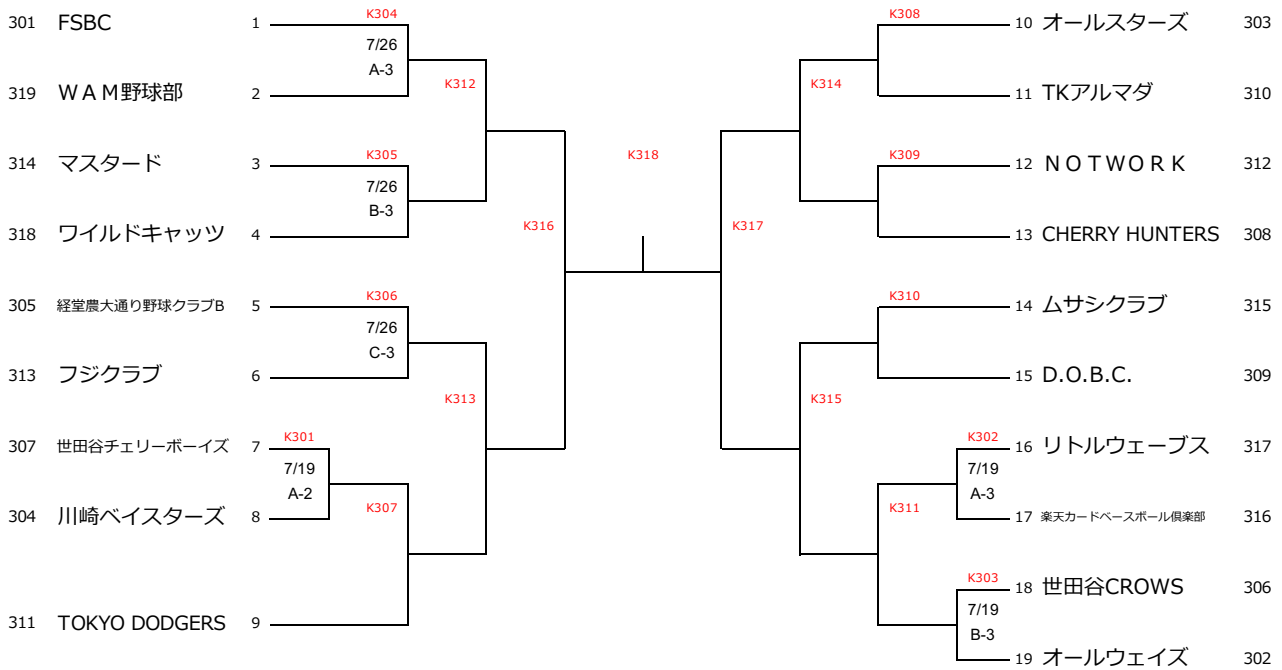 301 FSBC 1
K304
7/26
A-3
319 ＷＡＭ野球部 2
K312
314 マスタード 3
K305
7/26
B-3
318 ワイルドキャッツ 4
K316
305 経堂農大通り野球クラブB 5
K306
7/26
C-3
313 フジクラブ 6
K313
307 世田谷チェリーボーイズ 7
K301
7/19
A-2
304 川崎ベイスターズ 8
K307
311 TOKYO DODGERS 9
K318
K308
10 オールスターズ 303
K314
11 TKアルマダ 310
K309
12 ＮＯＴＷＯＲＫ 312
K317
13 CHERRY HUNTERS 308
K310
14 ムサシクラブ 315
15 D.O.B.C. 309
K315
K302
16 リトルウェーブス 317
7/19
A-3
K311
17 楽天カードベースボール倶楽部 316
K303
18 世田谷CROWS 306
7/19
B-3
19 オールウェイズ 302